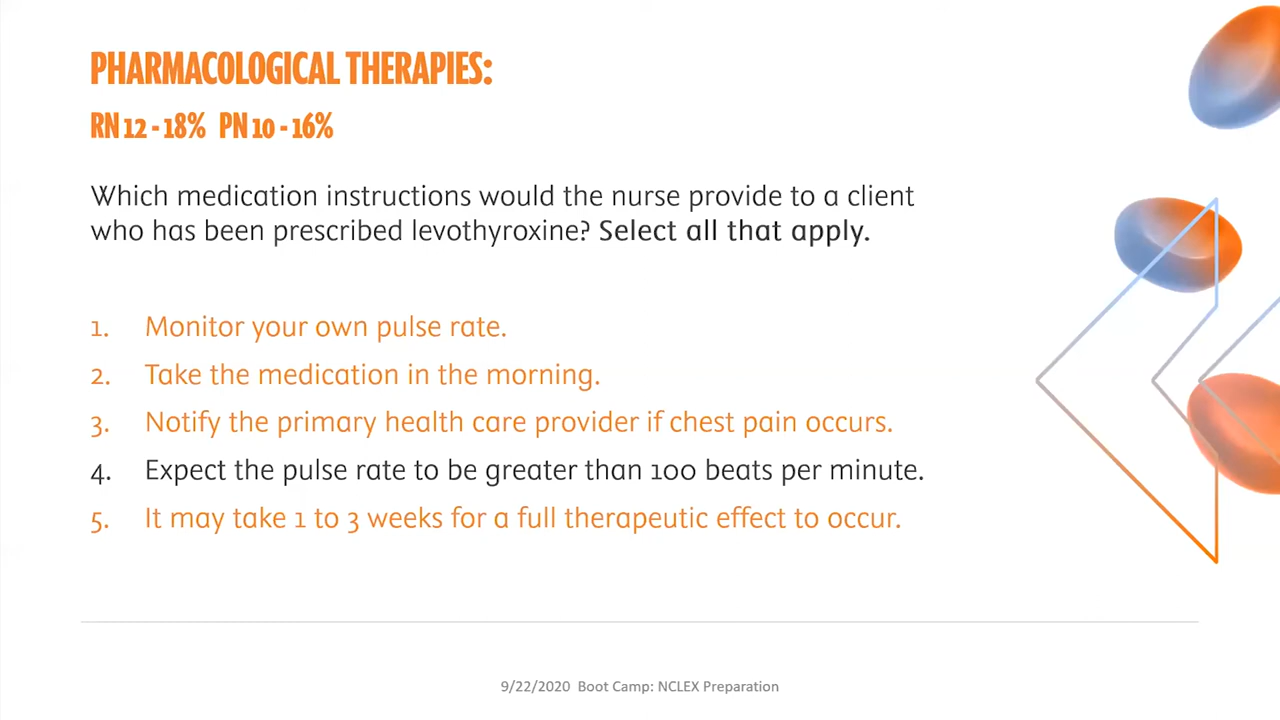 PHARMACOLOGICAL THERAPIES:
RN 12 - 18% PN 10 - 16%
Which medication instructions would the nurse provide to a client
who has been prescribed levothyroxine? Select all that apply.
1. Monitor your own pulse rate.
2. Take the medication in the morning.
3. Notify the primary health care provider if chest pain occurs.
4. Expect the pulse rate to be greater than 100 beats per minute.
5. It may take 1 to 3 weeks for a full therapeutic effect to occur.
9/22/2020 Boot Camp: NCLEX Preparation